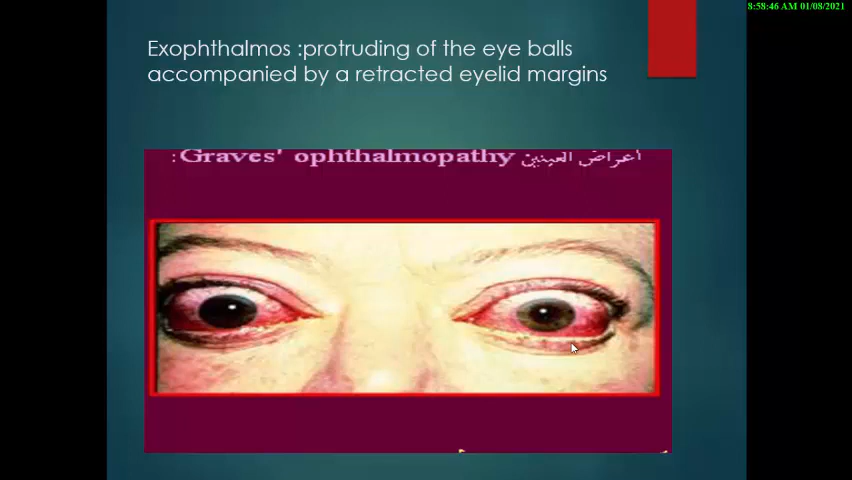 8:58:46 AM 01/08/2021
Exophthalmos :protruding of the eye balls
accompanied by a retracted eyelid margins
أعراض العينين Graves' ophthalmopathy :